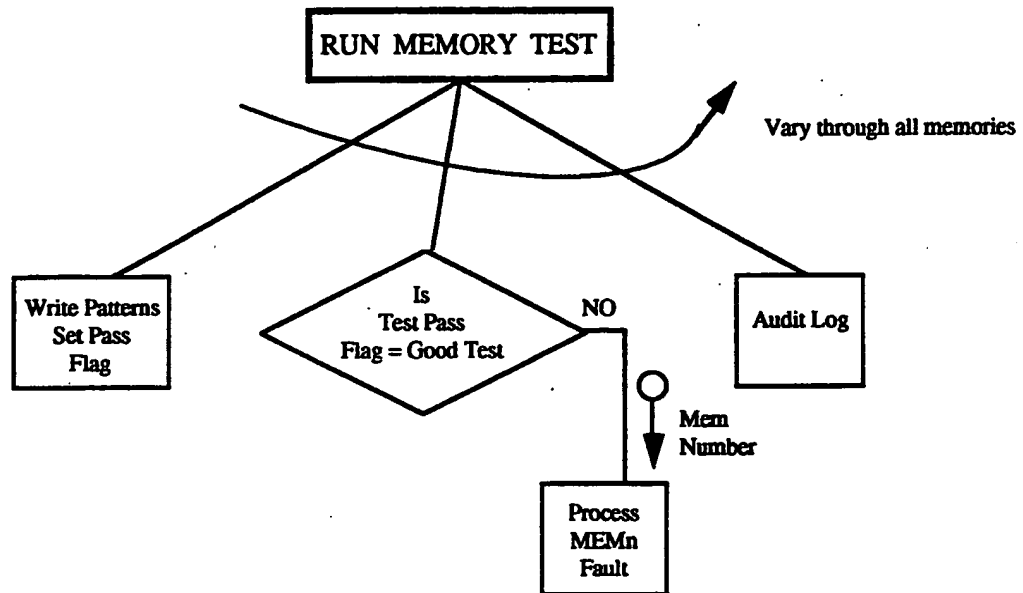 RUN MEMORY TEST
Vary through all memories
Write Patterns
Set Pass
Flag
Is
Test Pass
Flag = Good Test
NO
Audit Log
Mem
Number
Process
MEMn
Fault